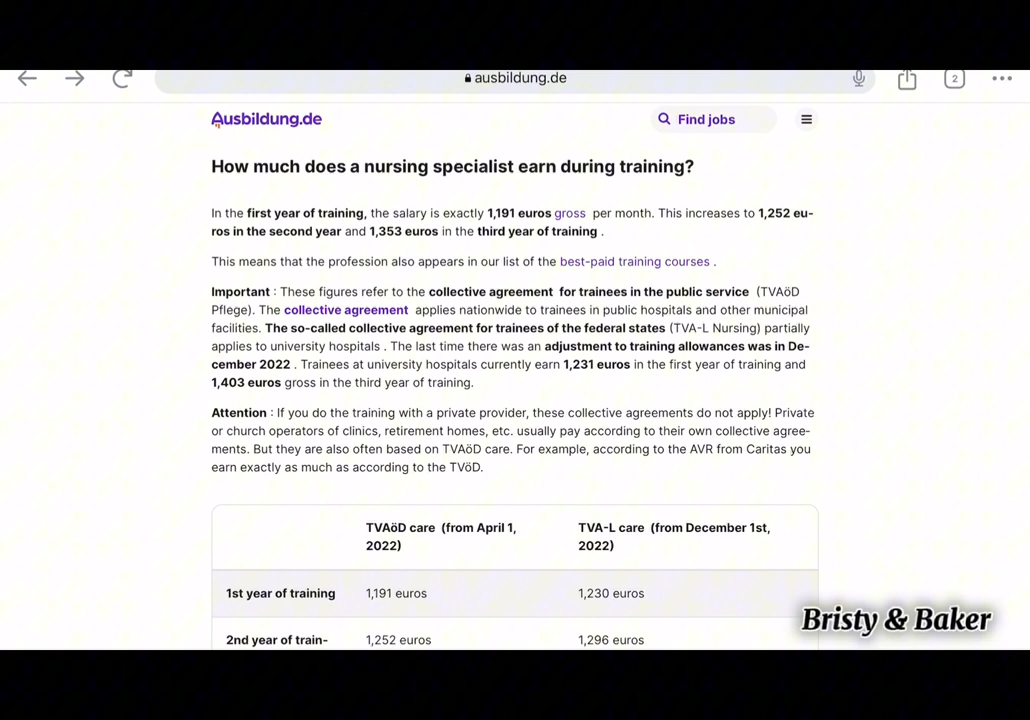 ausbildung.de
2
Ausbildung.de
Find jobs
How much does a nursing specialist earn during training?
In the first year of training, the salary is exactly 1,191 euros gross per month. This increases to 1,252 eu-
ros in the second year and 1,353 euros in the third year of training .
This means that the profession also appears in our list of the best-paid training courses .
Important : These figures refer to the collective agreement for trainees in the public service (TVAöD
Pflege). The collective agreement applies nationwide to trainees in public hospitals and other municipal
facilities. The so-called collective agreement for trainees of the federal states (TVA-L Nursing) partially
applies to university hospitals . The last time there was an adjustment to training allowances was in De-
cember 2022 . Trainees at university hospitals currently earn 1,231 euros in the first year of training and
1,403 euros gross in the third year of training.
Attention : If you do the training with a private provider, these collective agreements do not apply! Private
or church operators of clinics, retirement homes, etc. usually pay according to their own collective agree-
ments. But they are also often based on TVAöD care. For example, according to the AVR from Caritas you
earn exactly as much as according to the TVöD.
TVAöD care (from April 1,
2022)
TVA-L care (from December 1st,
2022)
1st year of training
1,191 euros
1,230 euros
2nd year of train-
1,252 euros
1,296 euros
Bristy & Baker